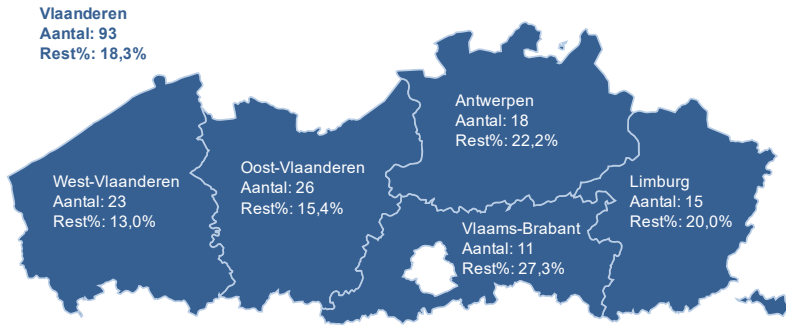 Vlaanderen
Aantal: 93
Rest%: 18,3%
Antwerpen
Aantal: 18
Rest%: 22,2%
West-Vlaanderen
Aantal: 23
Rest%: 13,0%
Oost-Vlaanderen
Aantal: 26
Rest%: 15,4%
Limburg
Aantal: 15
Rest%: 20,0%
Vlaams-Brabant
Aantal: 11
Rest%: 27,3%